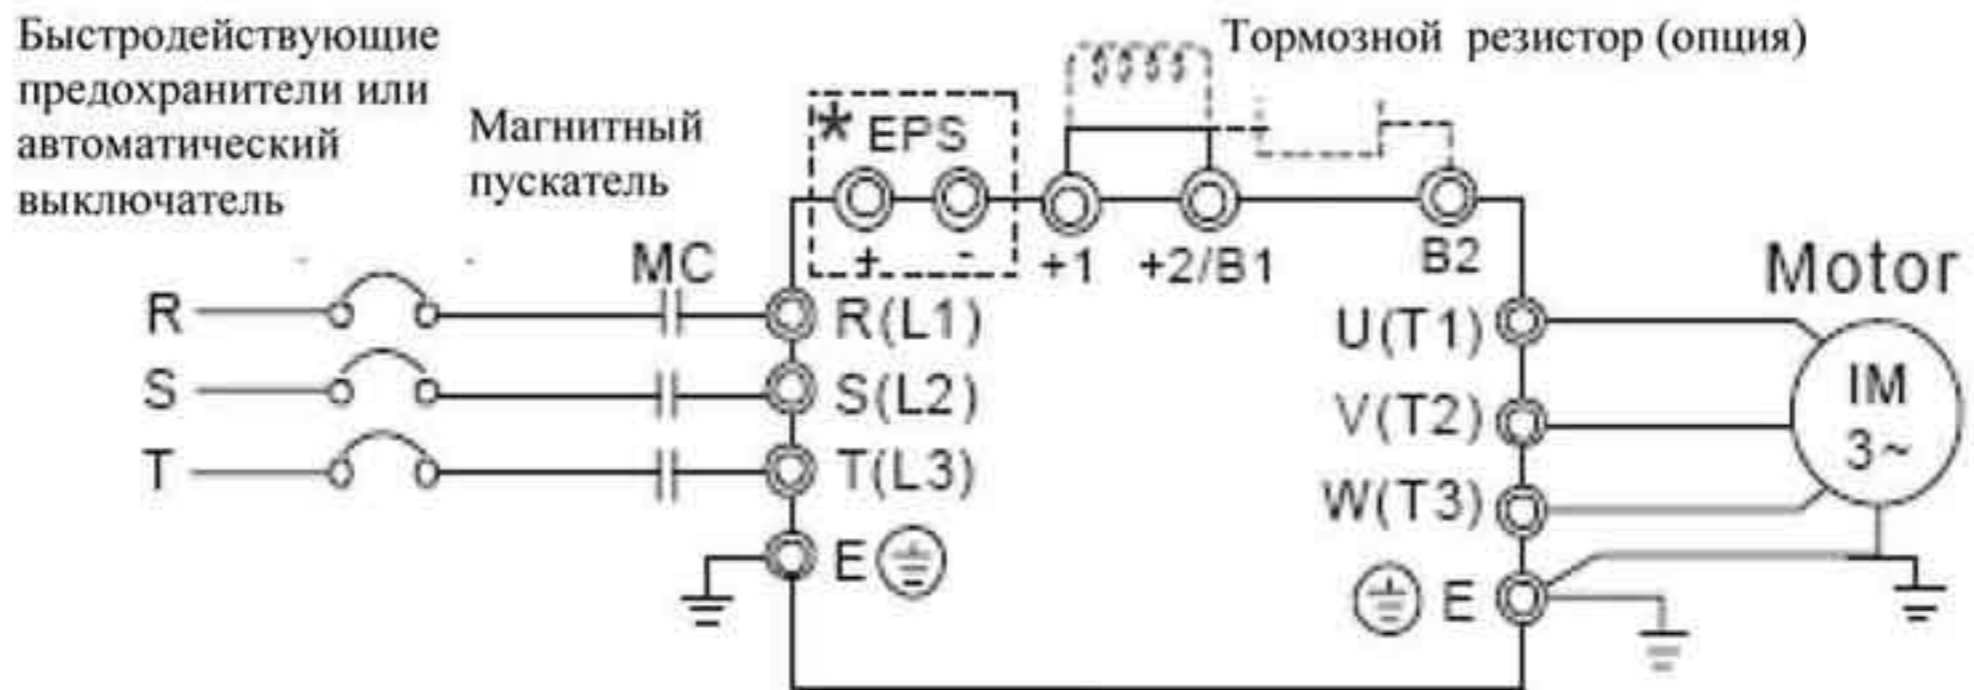 Быстродействующие
предохранители или
автоматический
выключатель
Магнитный
пускатель
Тормозной резистор (опция)
* EPS
+ -
+1
+2/B1
B2
MC
Motor
R
R(L1)
U(T1)
S
S(L2)
V(T2)
IM
3~
T
T(L3)
W(T3)
E
E